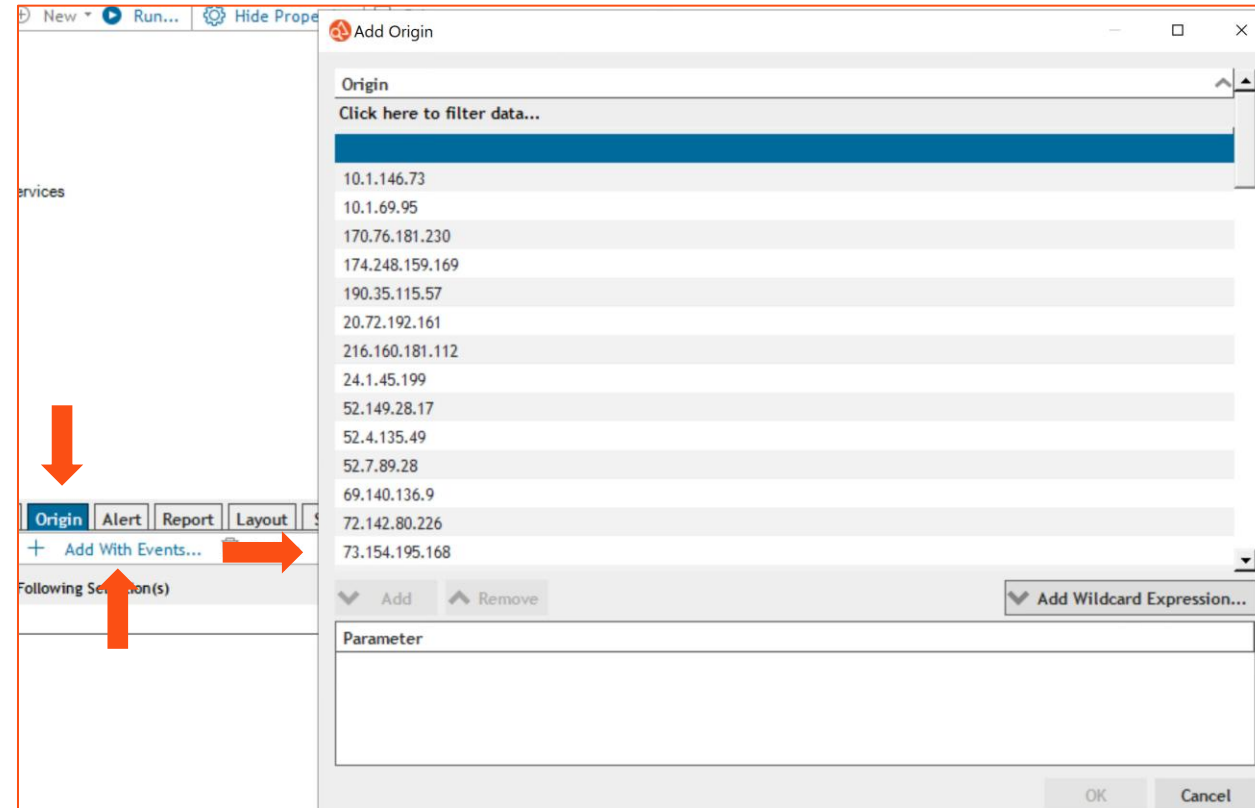 New Run... Hide Prope
Add Origin
Origin
Click here to filter data...
10.1.146.73
10.1.69.95
170.76.181.230
174.248.159.169
190.35.115.57
20.72.192.161
216.160.181.112
24.1.45.199
52.149.28.17
52.4.135.49
52.7.89.28
69.140.136.9
72.142.80.226
73.154.195.168
Add Remove Add Wildcard Expression...
Parameter
OK Cancel
ervices
Origin Alert Report Layout S
+ Add With Events...
Following Se on(s)